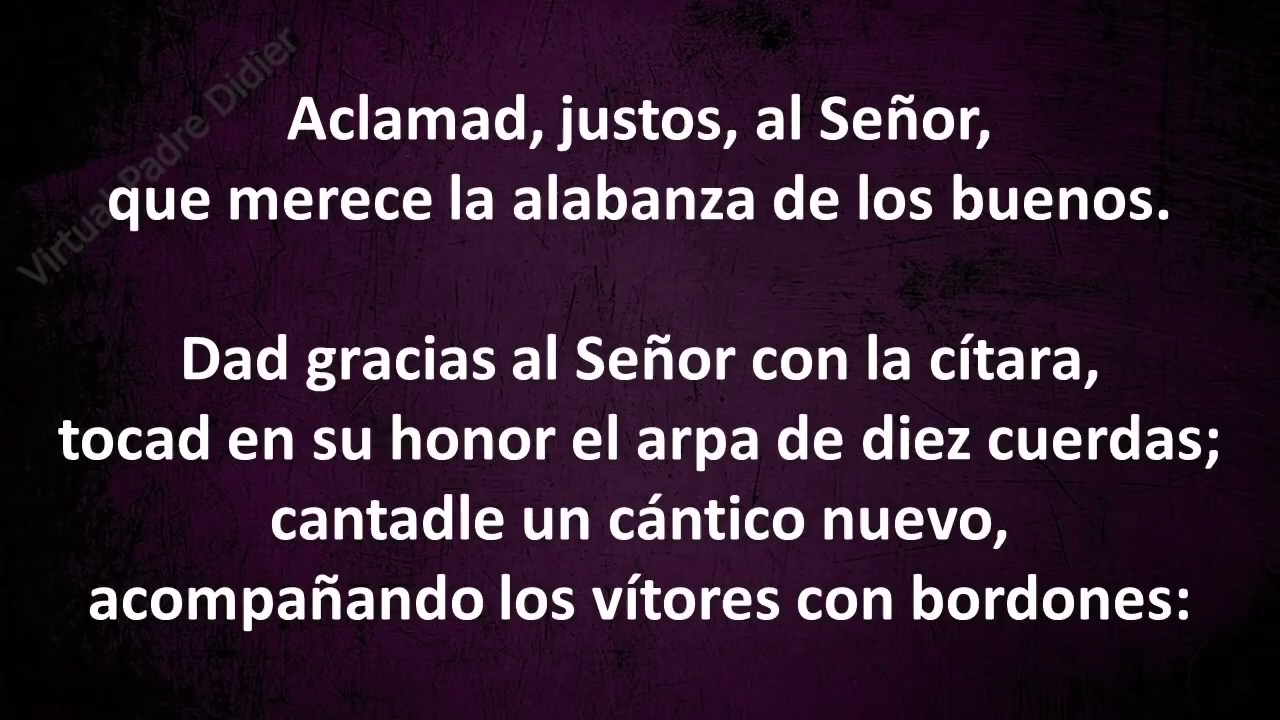 Virtual Padre Didier
Aclamad, justos, al Señor,
que merece la alabanza de los buenos.
Dad gracias al Señor con la cítara,
tocad en su honor el arpa de diez cuerdas;
cantadle un cántico nuevo,
acompañando los vítores con bordones: